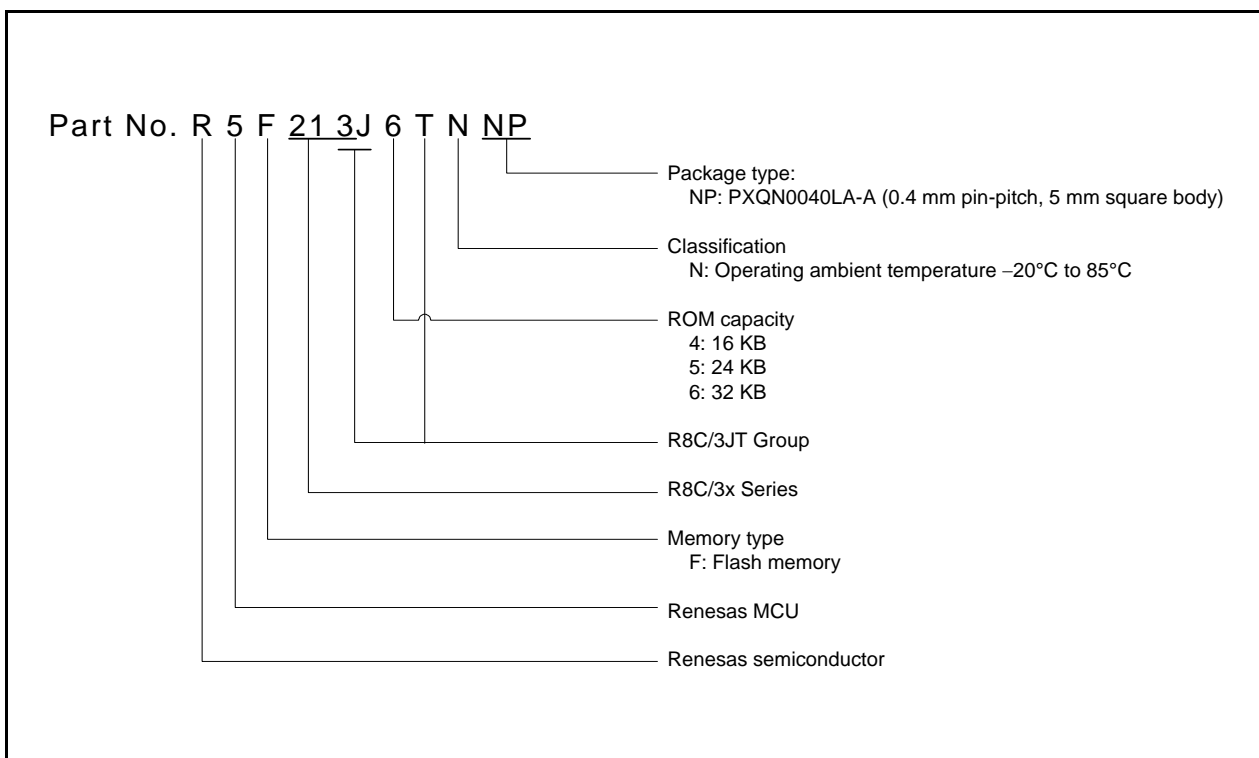 Part No. R 5 F 21 3J 6 T N NP
Package type:
NP: PXQN0040LA-A (0.4 mm pin-pitch, 5 mm square body)
Classification
N: Operating ambient temperature −20°C to 85°C
ROM capacity
4: 16 KB
5: 24 KB
6: 32 KB
R8C/3JT Group
R8C/3x Series
Memory type
F: Flash memory
Renesas MCU
Renesas semiconductor